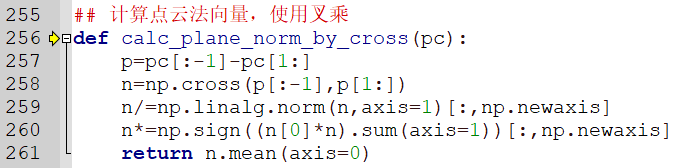 255 ## 计算点云法向量，使用叉乘
256 def calc_plane_norm_by_cross(pc):
257     p=pc[:-1]-pc[1:]
258     n=np.cross(p[:-1],p[1:])
259     n/=np.linalg.norm(n,axis=1)[:,np.newaxis]
260     n*=np.sign((n[0]*n).sum(axis=1))[:,np.newaxis]
261     return n.mean(axis=0)